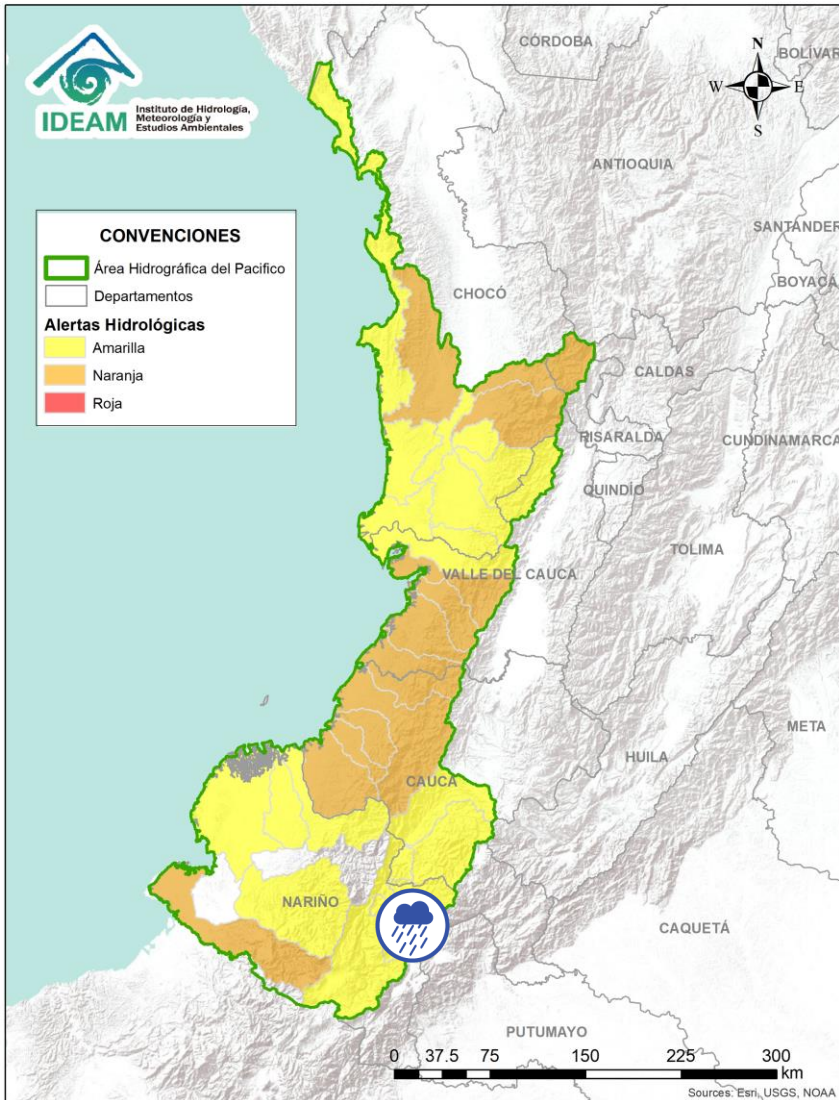 IDEAM
Instituto de Hidrología,
Meteorología y
Estudios Ambientales
CÓRDOBA
BOLÍVAR
N
W
E
S
ANTIOQUIA
SANTANDER
BOYACÁ
CONVENCIONES
Área Hidrográfica del Pacifico
Departamentos
Alertas Hidrológicas
Amarilla
Naranja
Roja
CHOCÓ
CALDAS
RISARALDA
CUNDINAMARCA
QUINDÍO
TOLIMA
VALLE DEL CAUCA
META
HUILA
CAUCA
NARIÑO
CAQUETÁ
PUTUMAYO
0 37.5 75 150 225 300
km
Sources: Esri, USGS, NOAA